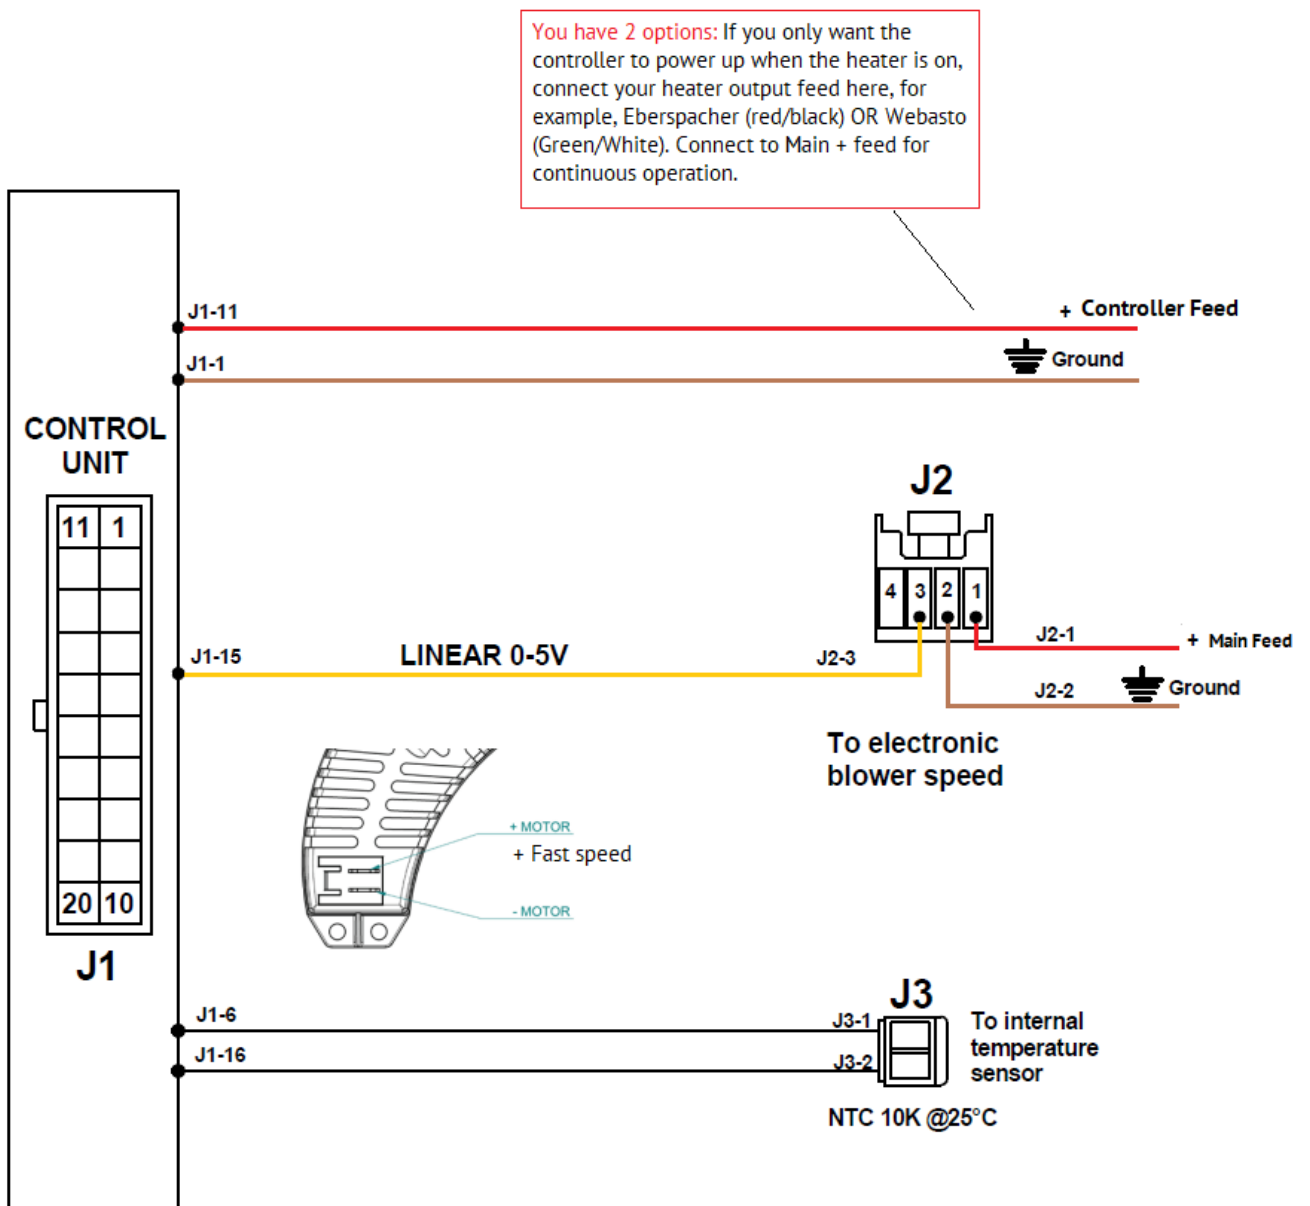 You have 2 options: If you only want the
controller to power up when the heater is on,
connect your heater output feed here, for
example, Eberspacher (red/black) OR Webasto
(Green/White). Connect to Main + feed for
continuous operation.
J1-11
+ Controller Feed
J1-1
Ground
CONTROL
UNIT
11 1
20 10
J1
J2
4 3 2 1
J1-15
LINEAR 0-5V
J2-3
J2-1
+ Main Feed
J2-2
Ground
To electronic
blower speed
+ MOTOR
+ Fast speed
- MOTOR
J1-6
J1-16
J3
J3-1
J3-2
To internal
temperature
sensor
NTC 10K @25°C